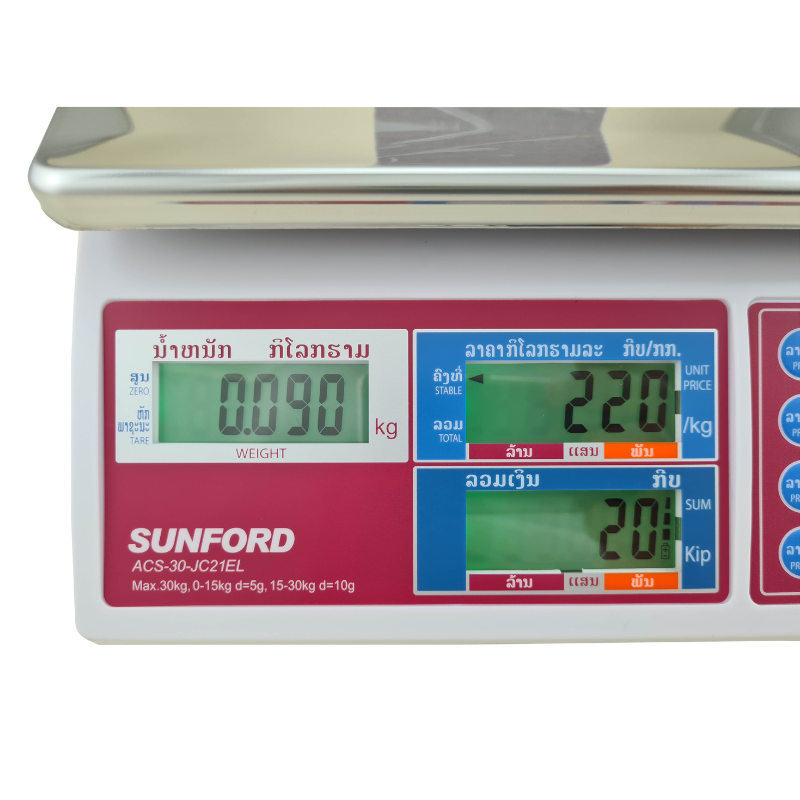 ນ້ຳຫນັກ ກິໂລກຣາມ
ສູນ
ZERO
ຫັກ
ພາຊະນະ
TARE
0.090
kg
WEIGHT
ລາຄາກິໂລກຣາມລະ ກີບ/ກກ.
ຄົງທີ່
STABLE
ລວມ
TOTAL
220
UNIT
PRICE
/kg
ລ້ານ ແສນ ພັນ
ລວມເງິນ ກີບ
20
SUM
Kip
ລ້ານ ແສນ ພັນ
SUNFORD
ACS-30-JC21EL
Max.30kg, 0-15kg d=5g, 15-30kg d=10g